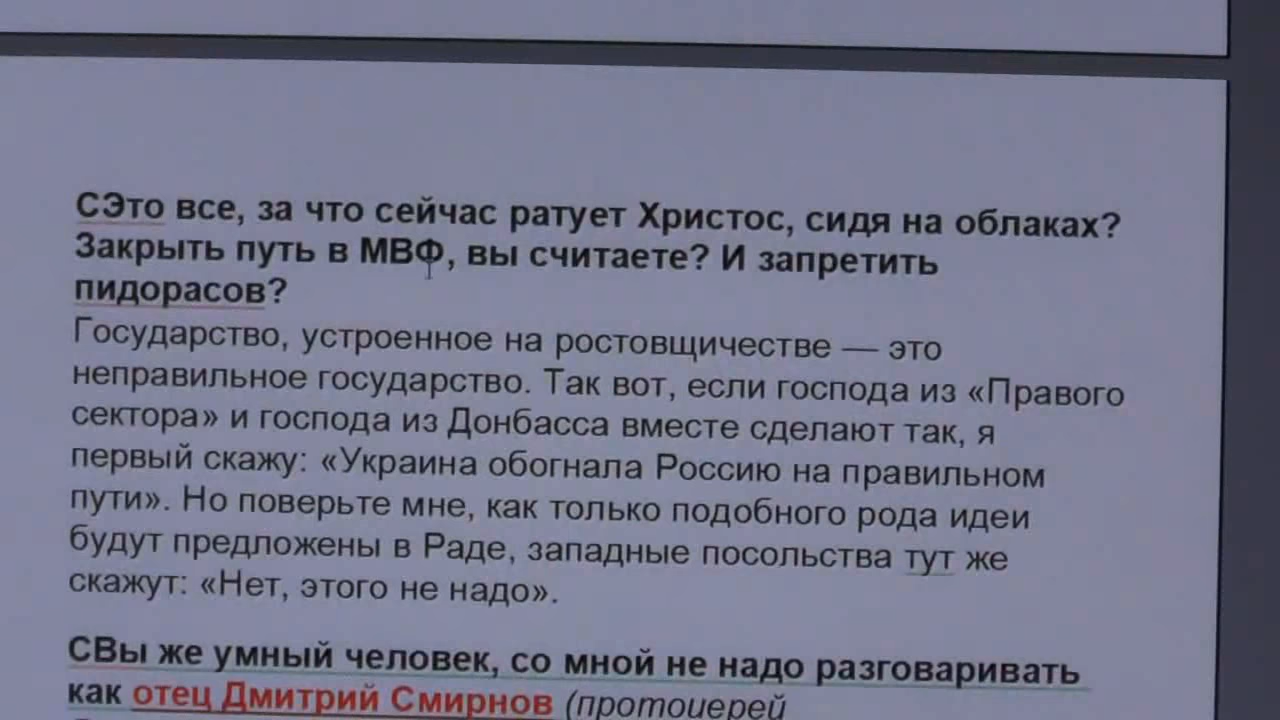 СЭто все, за что сейчас ратует Христос, сидя на облаках?
Закрыть путь в МВФ, вы считаете? И запретить
пидорасов?
Государство, устроенное на ростовщичестве — это
неправильное государство. Так вот, если господа из «Правого
сектора» и господа из Донбасса вместе сделают так, я
первый скажу: «Украина обогнала Россию на правильном
пути». Но поверьте мне, как только подобного рода идеи
будут предложены в Раде, западные посольства тут же
скажут: «Нет, этого не надо».
СВы же умный человек, со мной не надо разговаривать
как отец Дмитрий Смирнов (протоиерей